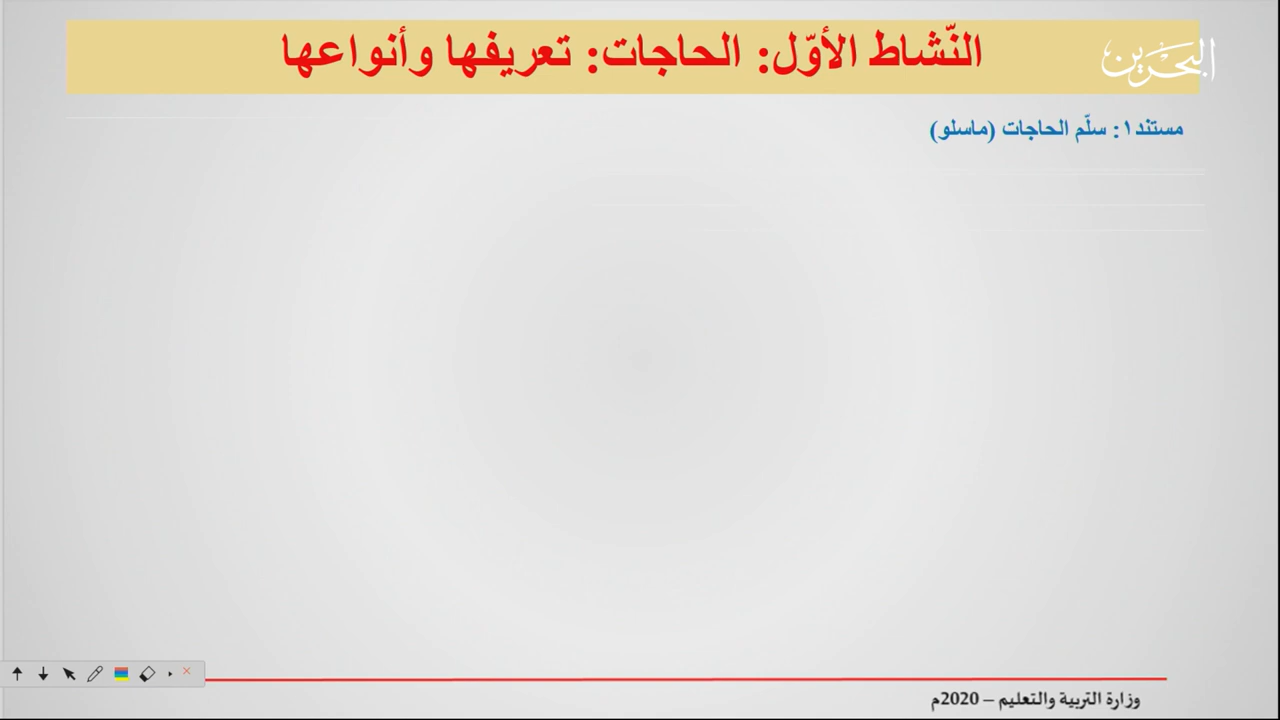 النّشاط الأوّل: الحاجات: تعريفها وأنواعها
البحرين
مستند١: سلّم الحاجات (ماسلو)
وزارة التربية والتعليم – 2020م